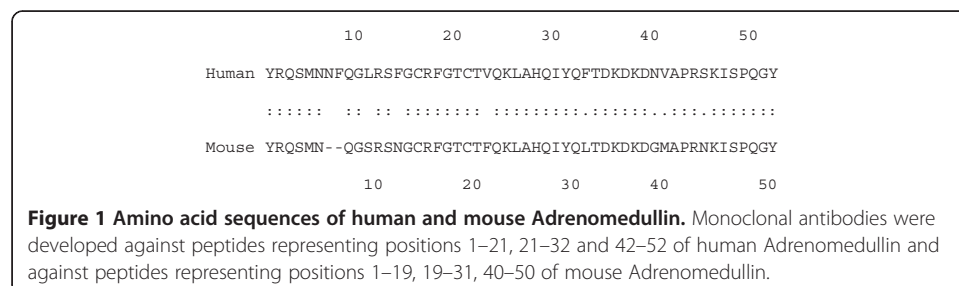 10 20 30 40 50
Human YRQSMNNFQGLRSFGCRFGTCTVQKLAHQIYQFTDKDKDNVAPRSKISPQGY
:::::: :: :: :::::::: :::::::::.::::::..:::.:::::::
Mouse YRQSMN--QGSRSNGCRFGTCTFQKLAHQIYQLTDKDKDGMAPRNKISPQGY
10 20 30 40 50
Figure 1 Amino acid sequences of human and mouse Adrenomedullin. Monoclonal antibodies were
developed against peptides representing positions 1–21, 21–32 and 42–52 of human Adrenomedullin and
against peptides representing positions 1–19, 19–31, 40–50 of mouse Adrenomedullin.